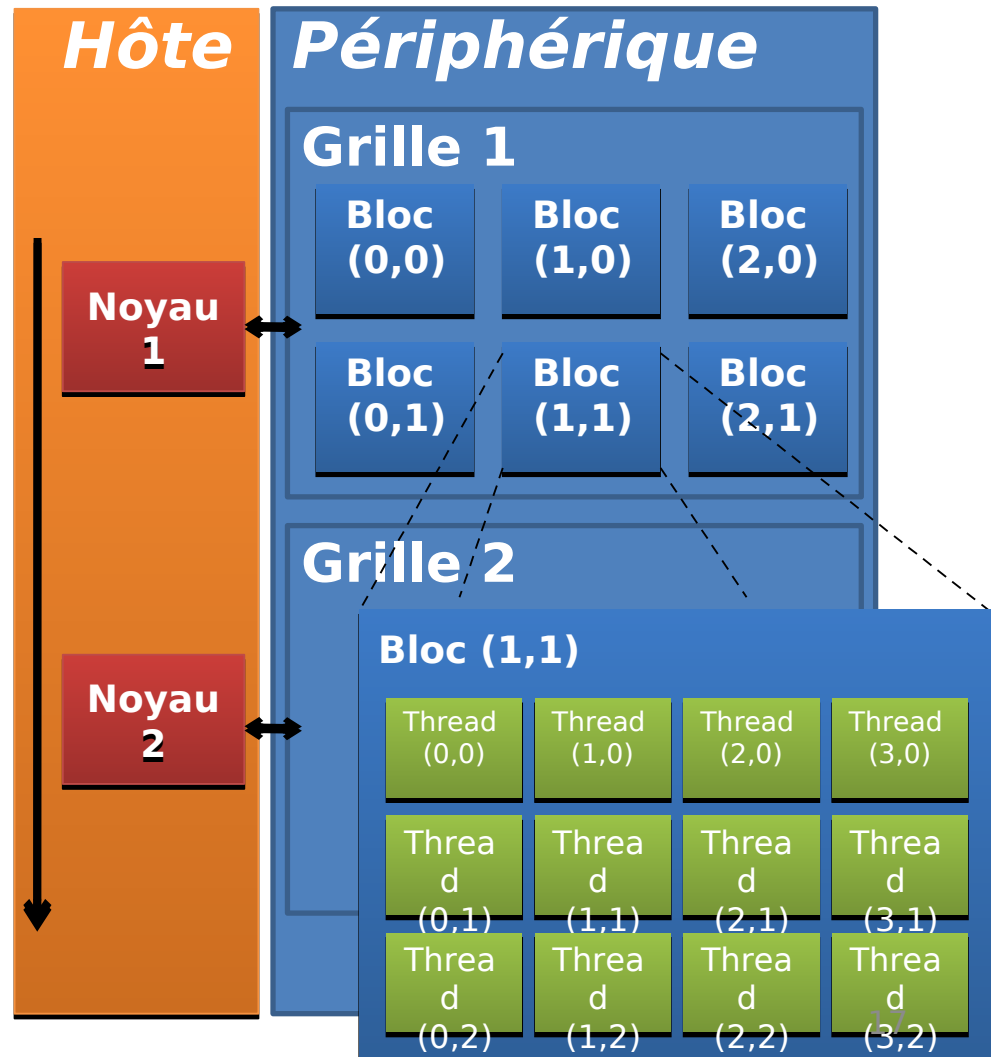 Hôte
Périphérique
Grille 1
Bloc
(0,0)
Bloc
(1,0)
Bloc
(2,0)
Noyau
1
Bloc
(0,1)
Bloc
(1,1)
Bloc
(2,1)
Grille 2
Noyau
2
Bloc (1,1)
Thread
(0,0)
Thread
(1,0)
Thread
(2,0)
Thread
(3,0)
Threa
d
(0,1)
Threa
d
(1,1)
Threa
d
(2,1)
Threa
d
(3,1)
Threa
d
(0,2)
Threa
d
(1,2)
Threa
d
(2,2)
Threa
d
(3,2)
17